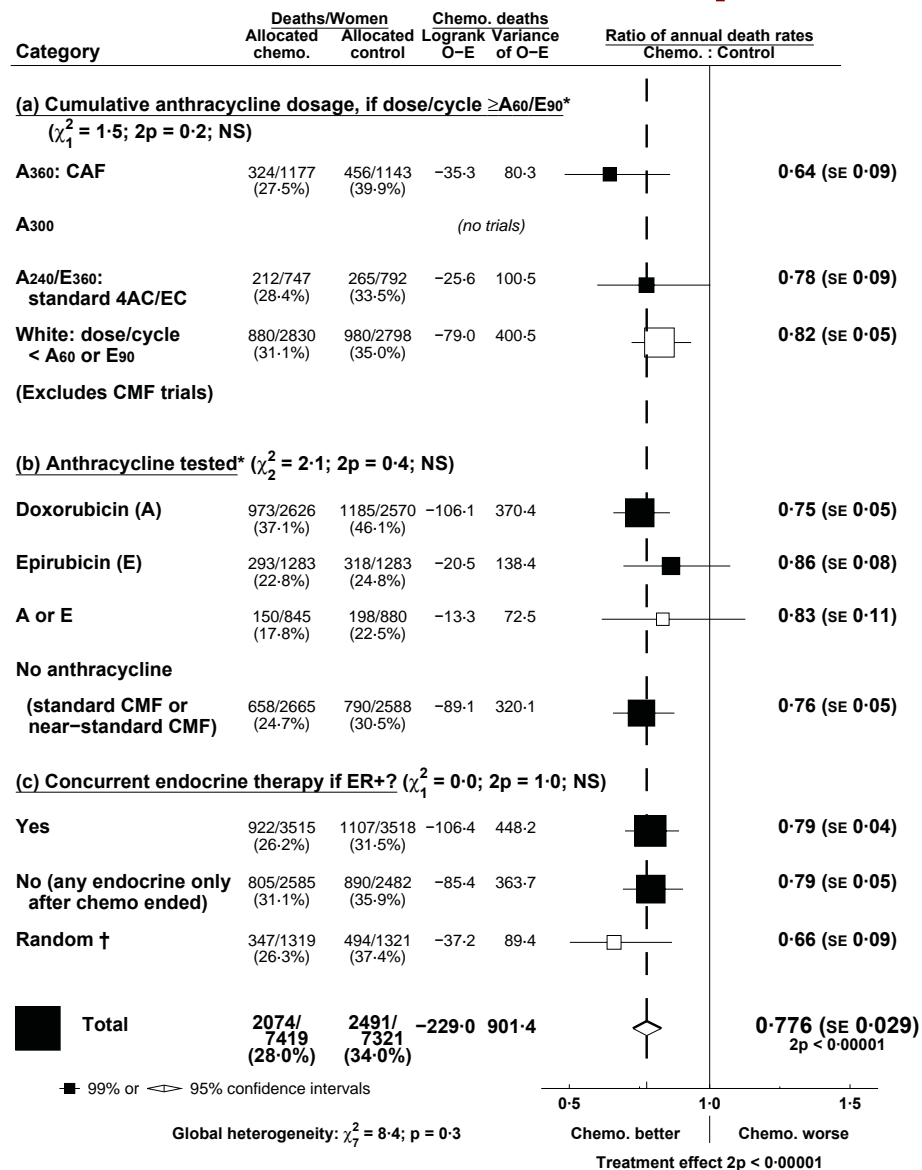 Deaths/Women Chemo. deaths
Allocated Allocated Logrank Variance Ratio of annual death rates
Category chemo. control O−E of O−E Chemo. : Control
(a) Cumulative anthracycline dosage, if dose/cycle ≥A60/E90*
(χ²₁ = 1·5; 2p = 0·2; NS)
A360: CAF 324/1177 456/1143 −35·3 80·3 0·64 (SE 0·09)
(27·5%) (39·9%)
A300 (no trials)
A240/E360: 212/747 265/792 −25·6 100·5 0·78 (SE 0·09)
standard 4AC/EC (28·4%) (33·5%)
White: dose/cycle 880/2830 980/2798 −79·0 400·5 0·82 (SE 0·05)
< A60 or E90 (31·1%) (35·0%)
(Excludes CMF trials)
(b) Anthracycline tested* (χ²₂ = 2·1; 2p = 0·4; NS)
Doxorubicin (A) 973/2626 1185/2570 −106·1 370·4 0·75 (SE 0·05)
(37·1%) (46·1%)
Epirubicin (E) 293/1283 318/1283 −20·5 138·4 0·86 (SE 0·08)
(22·8%) (24·8%)
A or E 150/845 198/880 −13·3 72·5 0·83 (SE 0·11)
(17·8%) (22·5%)
No anthracycline
(standard CMF or 658/2665 790/2588 −89·1 320·1 0·76 (SE 0·05)
near−standard CMF) (24·7%) (30·5%)
(c) Concurrent endocrine therapy if ER+? (χ²₁ = 0·0; 2p = 1·0; NS)
Yes 922/3515 1107/3518 −106·4 448·2 0·79 (SE 0·04)
(26·2%) (31·5%)
No (any endocrine only 805/2585 890/2482 −85·4 363·7 0·79 (SE 0·05)
after chemo ended) (31·1%) (35·9%)
Random † 347/1319 494/1321 −37·2 89·4 0·66 (SE 0·09)
(26·3%) (37·4%)
Total 2074/ 2491/ −229·0 901·4 0·776 (SE 0·029)
7419 7321 2p < 0·00001
(28·0%) (34·0%)
99% or 95% confidence intervals
0·5 1·0 1·5
Global heterogeneity: χ²₇ = 8·4; p = 0·3 Chemo. better Chemo. worse
Treatment effect 2p < 0·00001